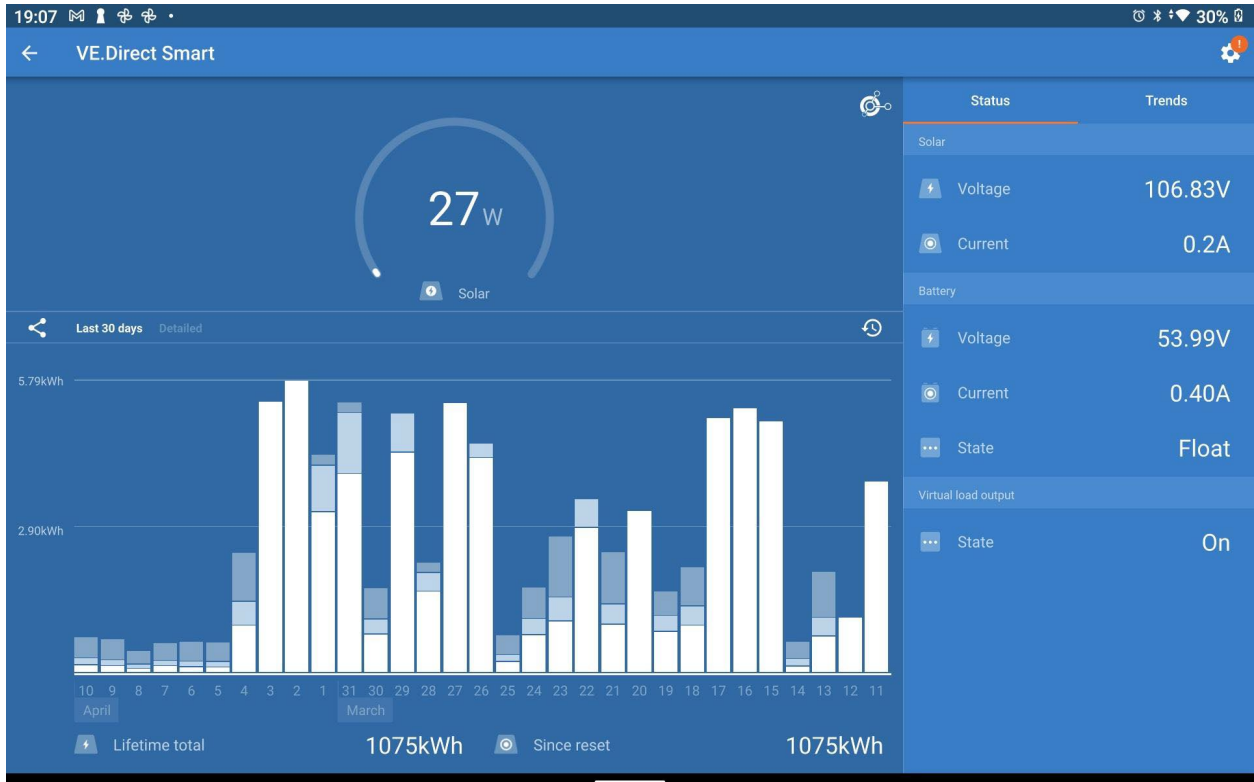 19:07
30%
VE.Direct Smart
!
27W
Solar
Last 30 days Detailed
5.79kWh
2.90kWh
10 9 8 7 6 5 4 3 2 1 31 30 29 28 27 26 25 24 23 22 21 20 19 18 17 16 15 14 13 12 11
April March
Lifetime total 1075kWh Since reset 1075kWh
Status Trends
Solar
Voltage 106.83V
Current 0.2A
Battery
Voltage 53.99V
Current 0.40A
State Float
Virtual load output
State On